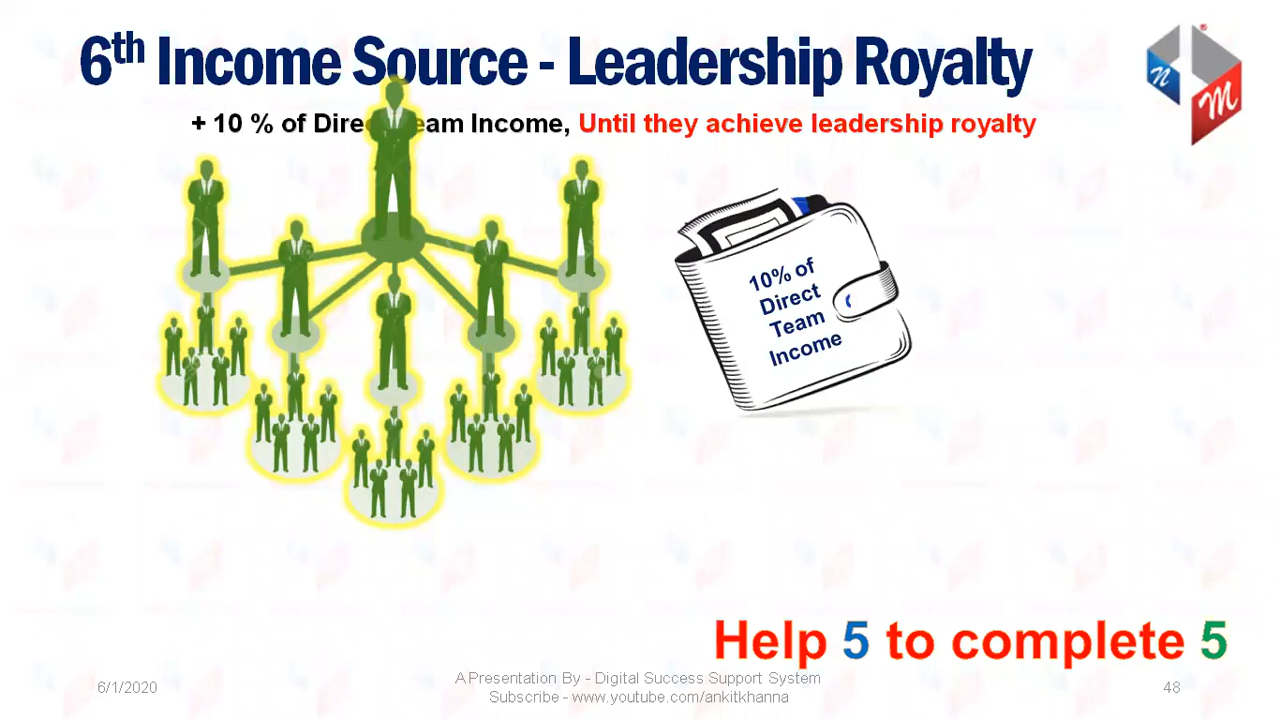 6th Income Source - Leadership Royalty
+ 10 % of Direct Team Income, Until they achieve leadership royalty
10% of
Direct
Team
Income
Help 5 to complete 5
A Presentation By - Digital Success Support System
6/1/2020
Subscribe - www.youtube.com/ankitkhanna
48
n
M